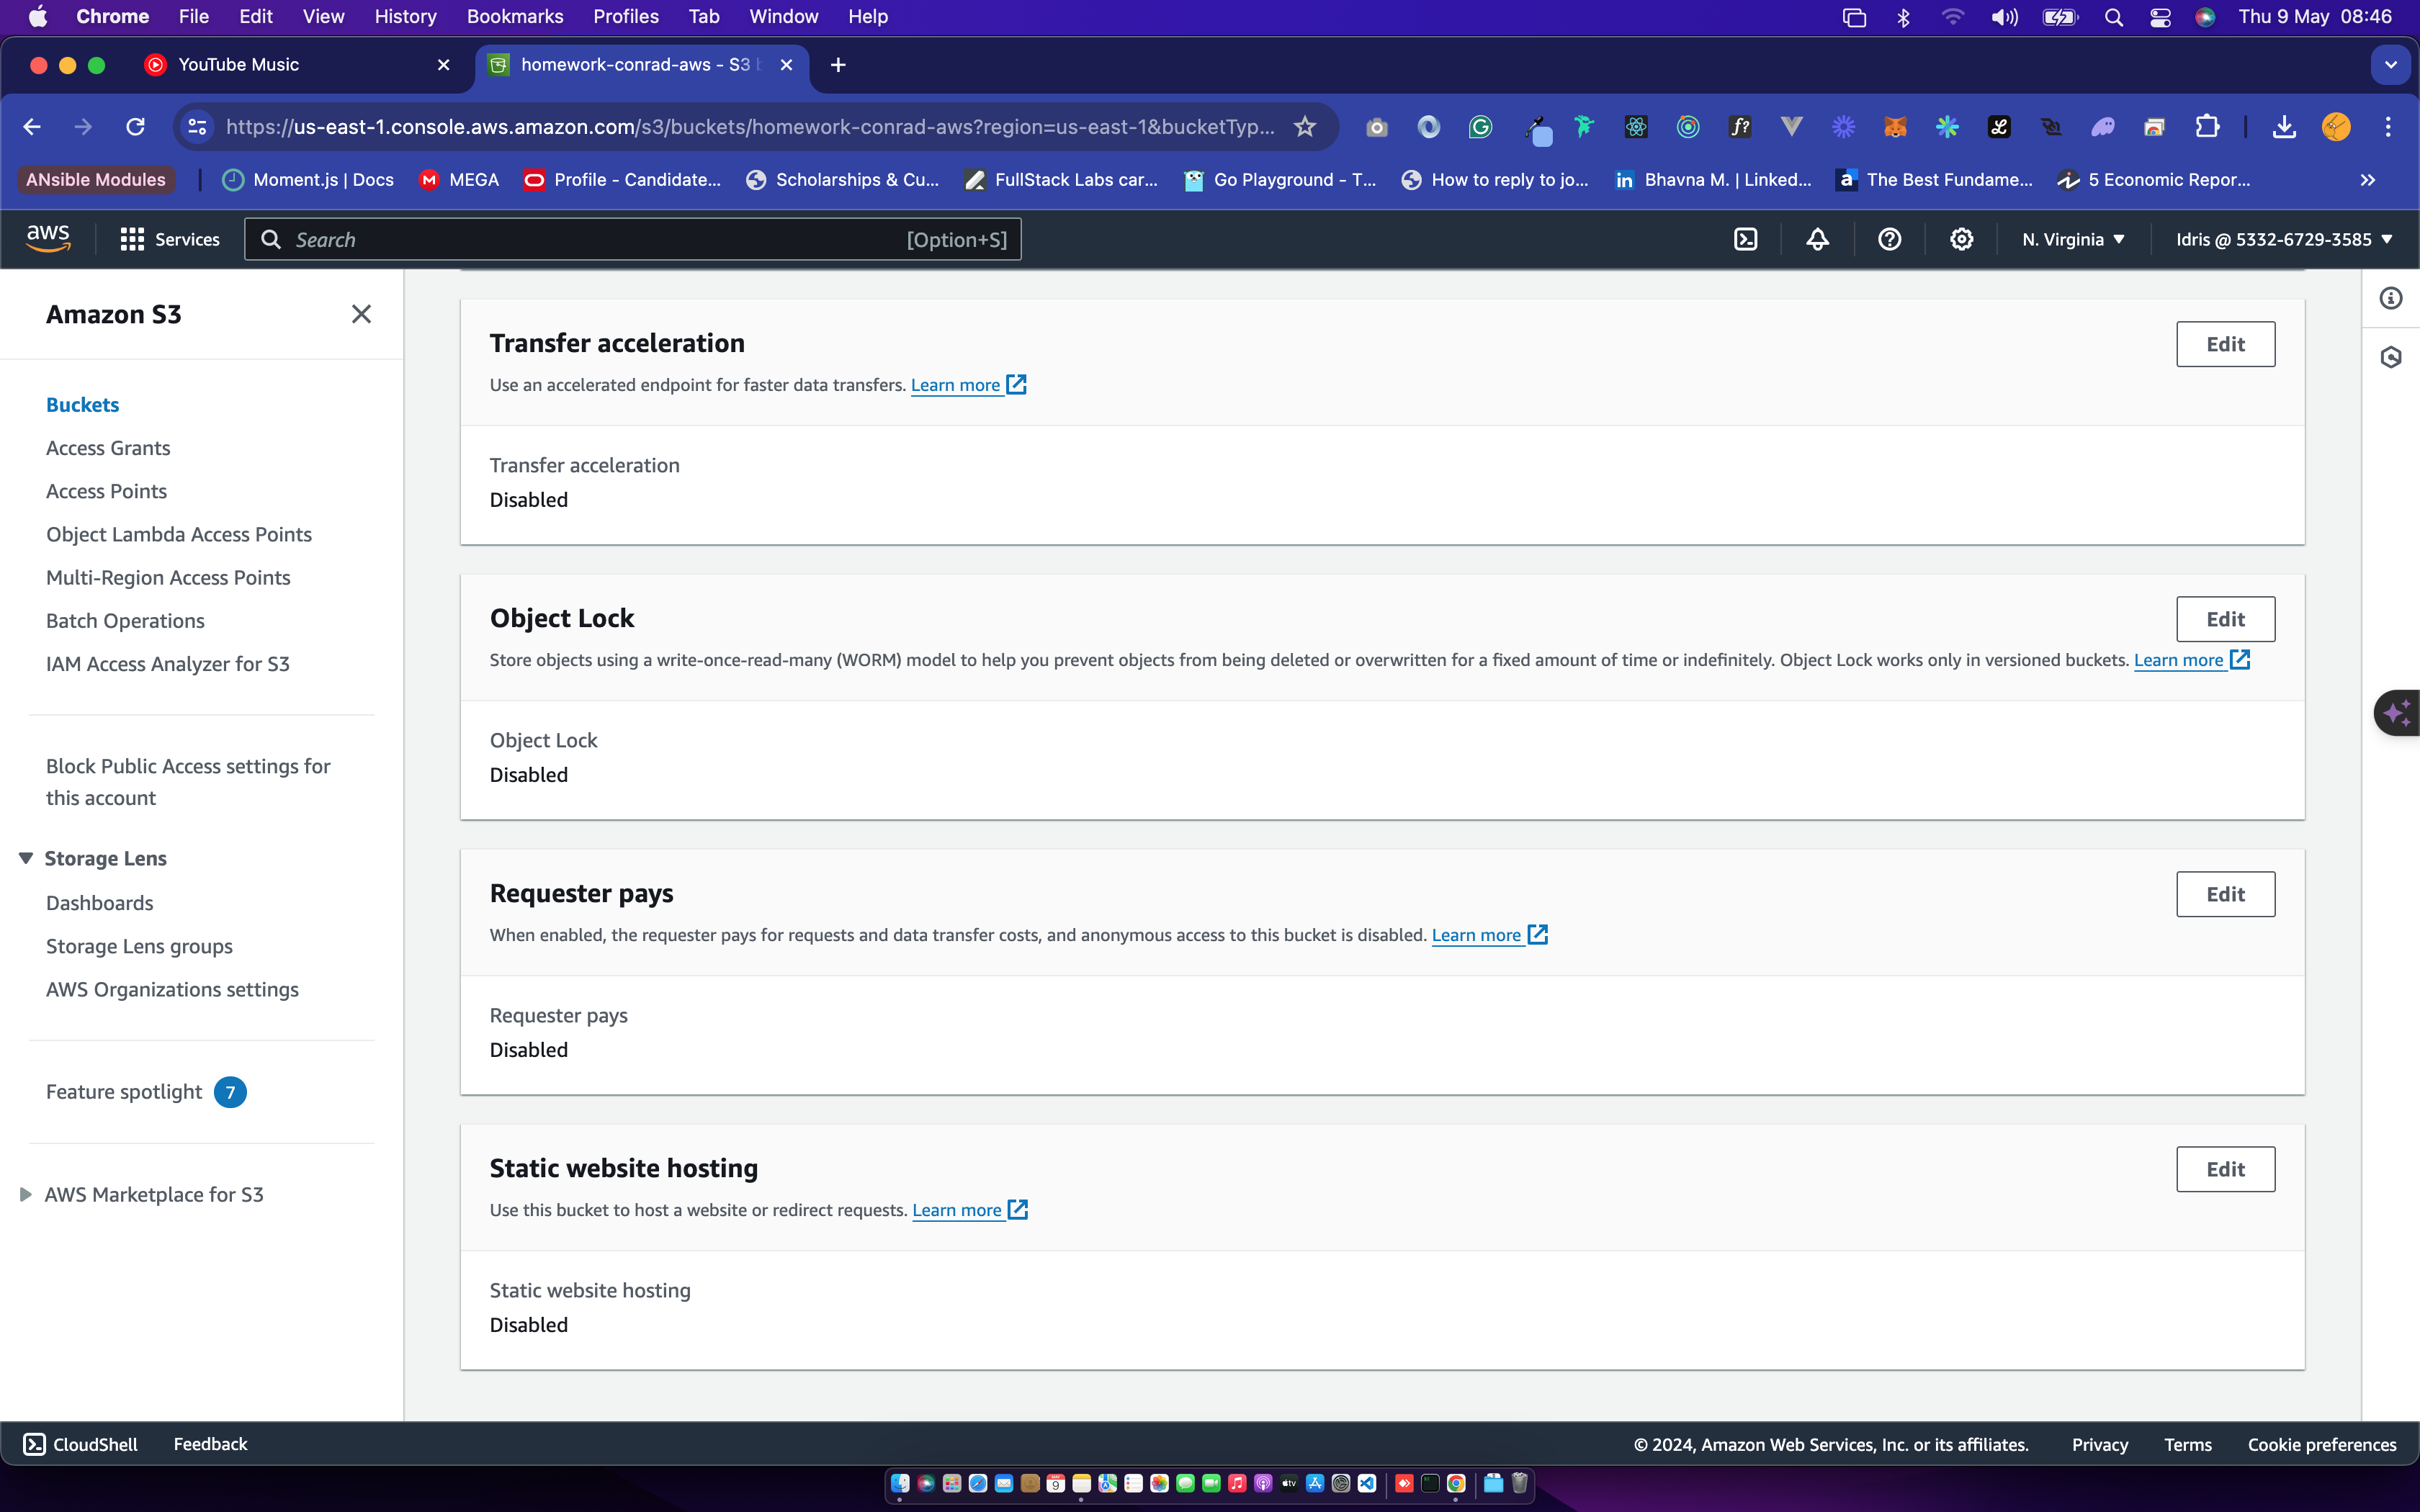 Chrome File Edit View History Bookmarks Profiles Tab Window Help Thu 9 May 08:46
YouTube Music
homework-conrad-aws - S3 b
https://us-east-1.console.aws.amazon.com/s3/buckets/homework-conrad-aws?region=us-east-1&bucketTyp...
ANsible Modules Moment.js | Docs MEGA Profile - Candidate... Scholarships & Cu... FullStack Labs car... Go Playground - T... How to reply to jo... Bhavna M. | Linked... The Best Fundame... 5 Economic Repor... »
aws Services Search [Option+S] N. Virginia Idris @ 5332-6729-3585
Amazon S3
Buckets
Access Grants
Access Points
Object Lambda Access Points
Multi-Region Access Points
Batch Operations
IAM Access Analyzer for S3
Block Public Access settings for
this account
Storage Lens
Dashboards
Storage Lens groups
AWS Organizations settings
Feature spotlight 7
AWS Marketplace for S3
Transfer acceleration
Edit
Use an accelerated endpoint for faster data transfers. Learn more
Transfer acceleration
Disabled
Object Lock
Edit
Store objects using a write-once-read-many (WORM) model to help you prevent objects from being deleted or overwritten for a fixed amount of time or indefinitely. Object Lock works only in versioned buckets. Learn more
Object Lock
Disabled
Requester pays
Edit
When enabled, the requester pays for requests and data transfer costs, and anonymous access to this bucket is disabled. Learn more
Requester pays
Disabled
Static website hosting
Edit
Use this bucket to host a website or redirect requests. Learn more
Static website hosting
Disabled
CloudShell Feedback © 2024, Amazon Web Services, Inc. or its affiliates. Privacy Terms Cookie preferences